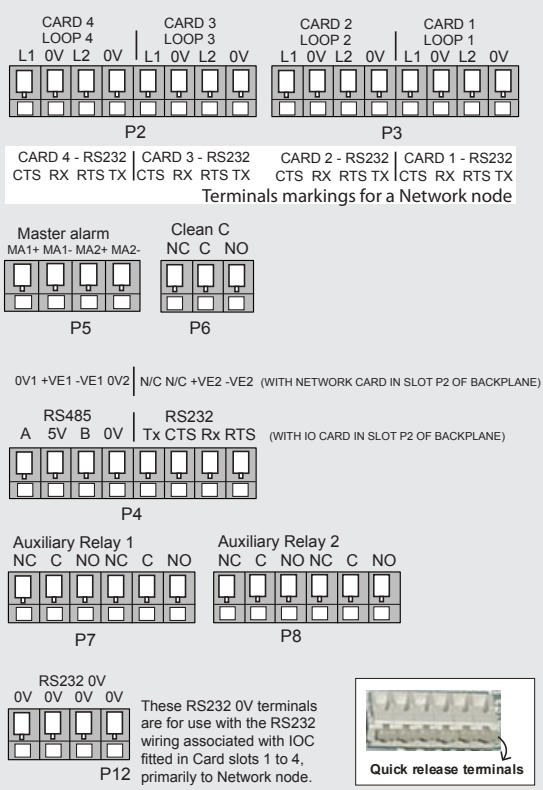 CARD 4 CARD 3 CARD 2 CARD 1
LOOP 4 LOOP 3 LOOP 2 LOOP 1
L1 0V L2 0V L1 0V L2 0V L1 0V L2 0V L1 0V L2 0V
P2 P3
CARD 4 - RS232 CARD 3 - RS232 CARD 2 - RS232 CARD 1 - RS232
CTS RX RTS TX CTS RX RTS TX CTS RX RTS TX CTS RX RTS TX
Terminals markings for a Network node
Master alarm Clean C
MA1+ MA1- MA2+ MA2- NC C NO
P5 P6
0V1 +VE1 -VE1 0V2 N/C N/C +VE2 -VE2 (WITH NETWORK CARD IN SLOT P2 OF BACKPLANE)
RS485 RS232
A 5V B 0V Tx CTS Rx RTS (WITH IO CARD IN SLOT P2 OF BACKPLANE)
P4
Auxiliary Relay 1 Auxiliary Relay 2
NC C NO NC C NO NC C NO NC C NO
P7 P8
RS232 0V
0V 0V 0V 0V
P12
These RS232 0V terminals
are for use with the RS232
wiring associated with IOC
fitted in Card slots 1 to 4,
primarily to Network node.
Quick release terminals